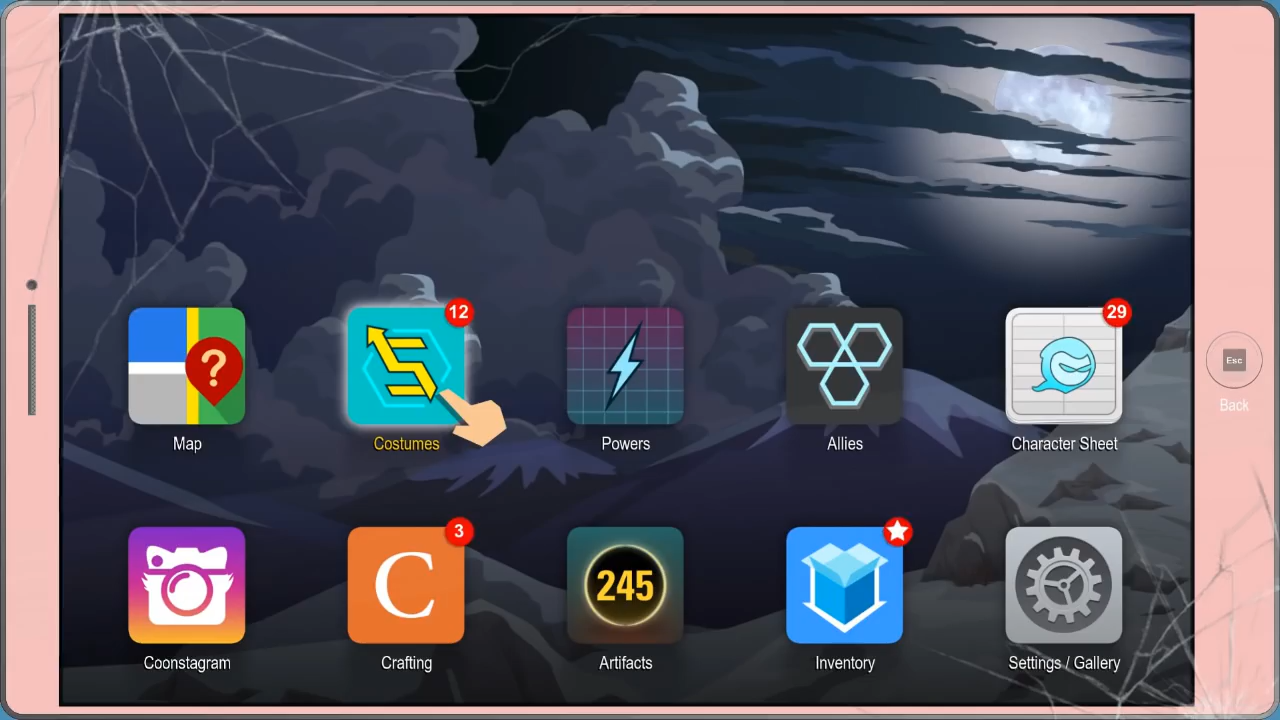 12
29
?
Map
Costumes
Powers
Allies
Character Sheet
Esc
Back
3
C
245
Coonstagram
Crafting
Artifacts
Inventory
Settings / Gallery